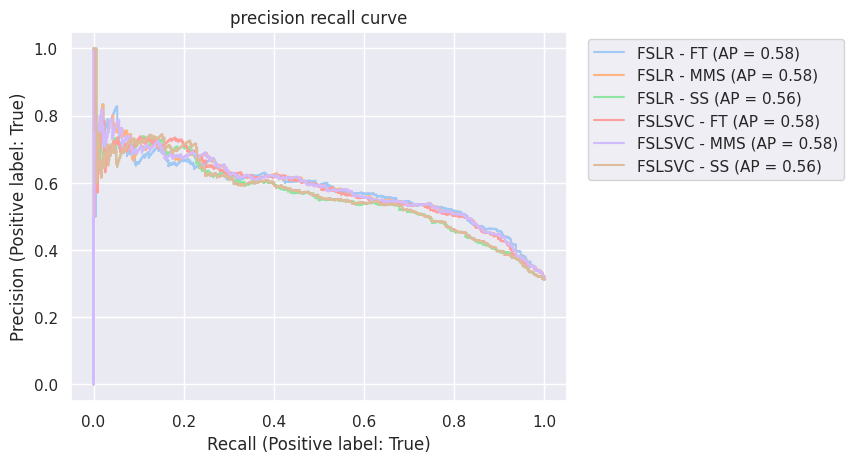 precision recall curve
1.0
0.8
0.6
0.4
0.2
0.0
Precision (Positive label: True)
0.0 0.2 0.4 0.6 0.8 1.0
Recall (Positive label: True)
FSLR - FT (AP = 0.58)
FSLR - MMS (AP = 0.58)
FSLR - SS (AP = 0.56)
FSLSVC - FT (AP = 0.58)
FSLSVC - MMS (AP = 0.58)
FSLSVC - SS (AP = 0.56)